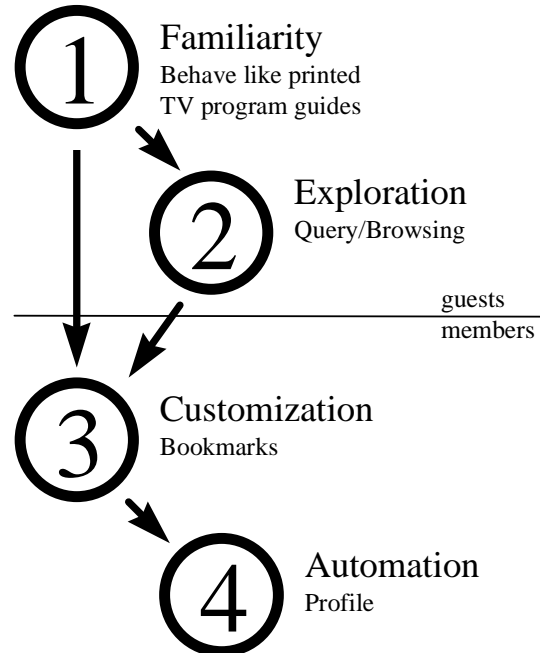 1
Familiarity
Behave like printed
TV program guides
2
Exploration
Query/Browsing
guests
members
3
Customization
Bookmarks
4
Automation
Profile